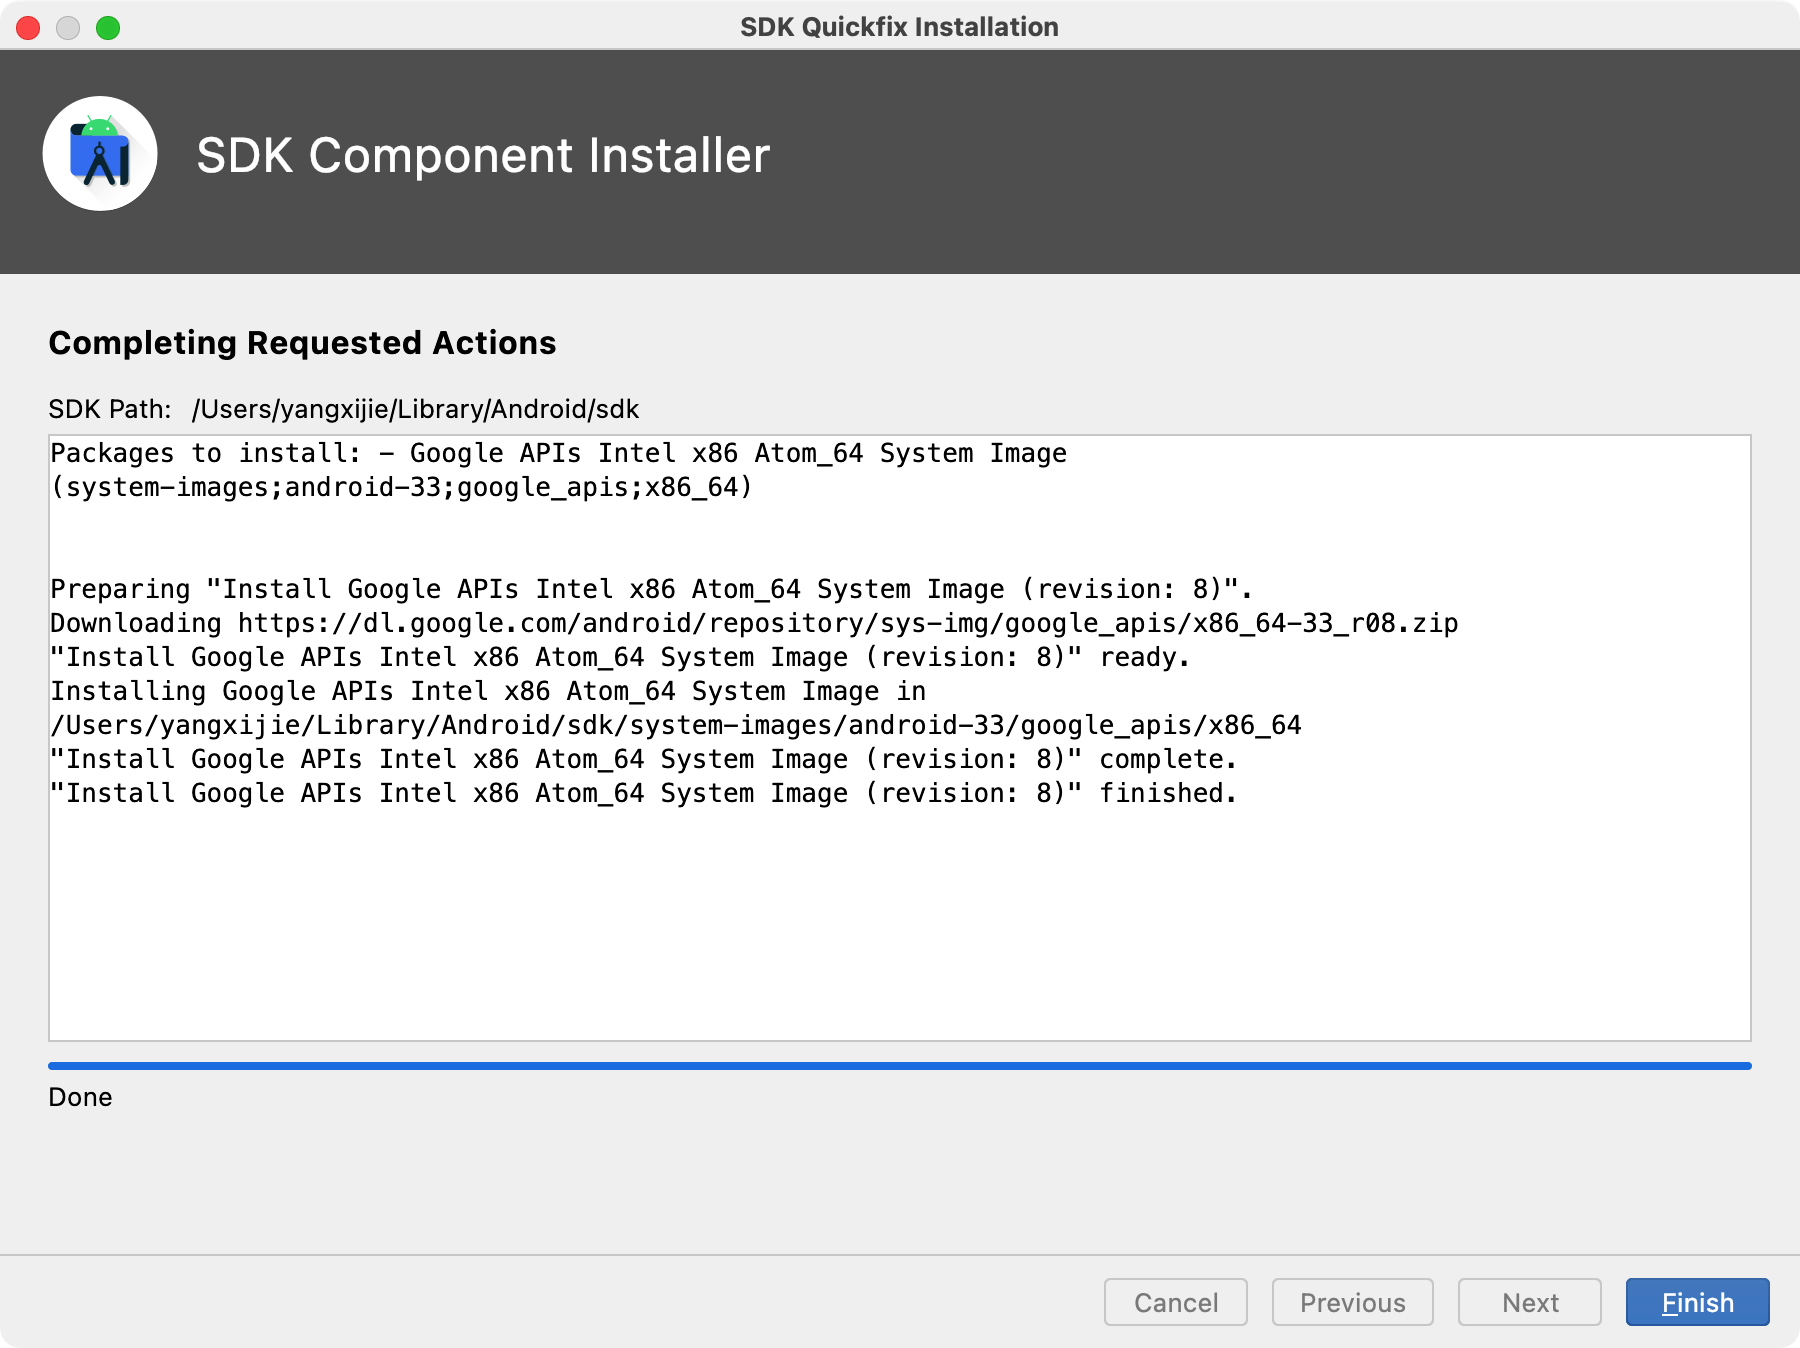 SDK Quickfix Installation
SDK Component Installer
Completing Requested Actions
SDK Path: /Users/yangxijie/Library/Android/sdk
Packages to install: - Google APIs Intel x86 Atom_64 System Image
(system-images;android-33;google_apis;x86_64)
Preparing "Install Google APIs Intel x86 Atom_64 System Image (revision: 8)".
Downloading https://dl.google.com/android/repository/sys-img/google_apis/x86_64-33_r08.zip
"Install Google APIs Intel x86 Atom_64 System Image (revision: 8)" ready.
Installing Google APIs Intel x86 Atom_64 System Image in
/Users/yangxijie/Library/Android/sdk/system-images/android-33/google_apis/x86_64
"Install Google APIs Intel x86 Atom_64 System Image (revision: 8)" complete.
"Install Google APIs Intel x86 Atom_64 System Image (revision: 8)" finished.
Done
Cancel Previous Next Finish